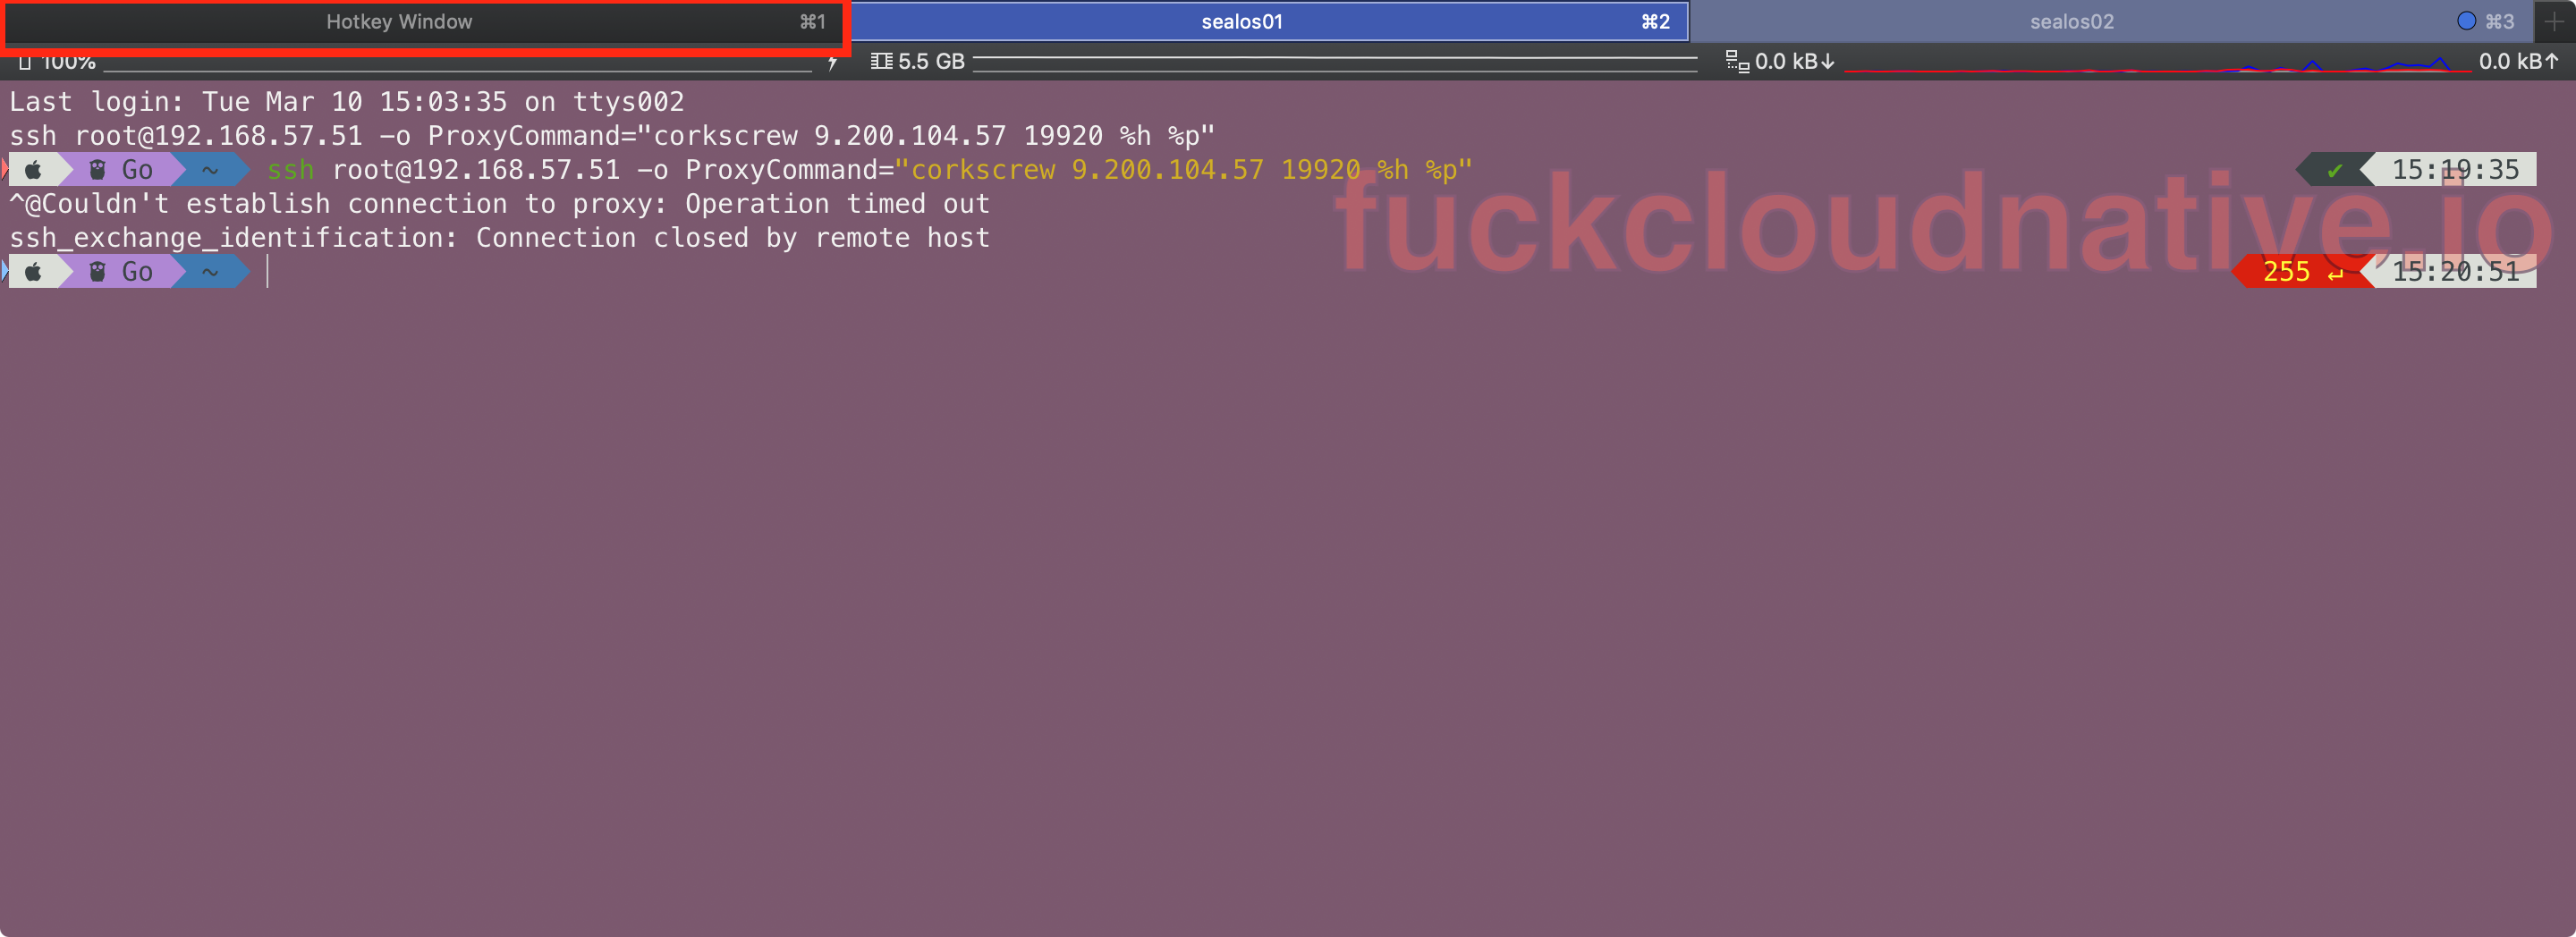 Hotkey Window ⌘1 sealos01 ⌘2 sealos02 ⌘3
100% 5.5 GB 0.0 kB↓ 0.0 kB↑
Last login: Tue Mar 10 15:03:35 on ttys002
ssh root@192.168.57.51 -o ProxyCommand="corkscrew 9.200.104.57 19920 %h %p"
Go ~ ssh root@192.168.57.51 -o ProxyCommand="corkscrew 9.200.104.57 19920 %h %p" ✔ 15:19:35
fuckcloudnative.io
^@Couldn't establish connection to proxy: Operation timed out
ssh_exchange_identification: Connection closed by remote host
Go ~ 255 ↵ 15:20:51